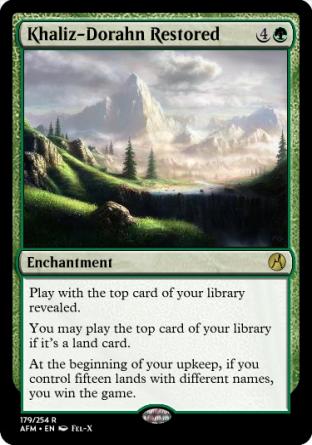 Khaliz-Dorahn Restored 4
Enchantment
Play with the top card of your library
revealed.
You may play the top card of your library
if it's a land card.
At the beginning of your upkeep, if you
control fifteen lands with different names,
you win the game.
179/254 R
AFM • EN Fel-X